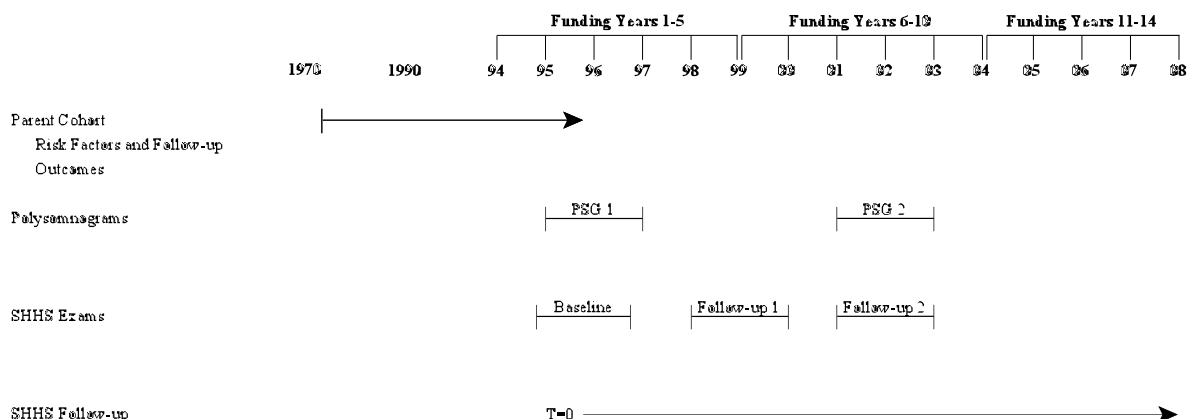 Funding Years 1-5 Funding Years 6-10 Funding Years 11-14
1970 1990 94 95 96 97 98 99 00 01 02 03 04 05 06 07 08
Parent Cohort
Risk Factors and Follow-up
Outcomes
Polysomnograms PSG 1 PSG 2
SHHS Exams Baseline Follow-up 1 Follow-up 2
SHHS Follow-up T=0